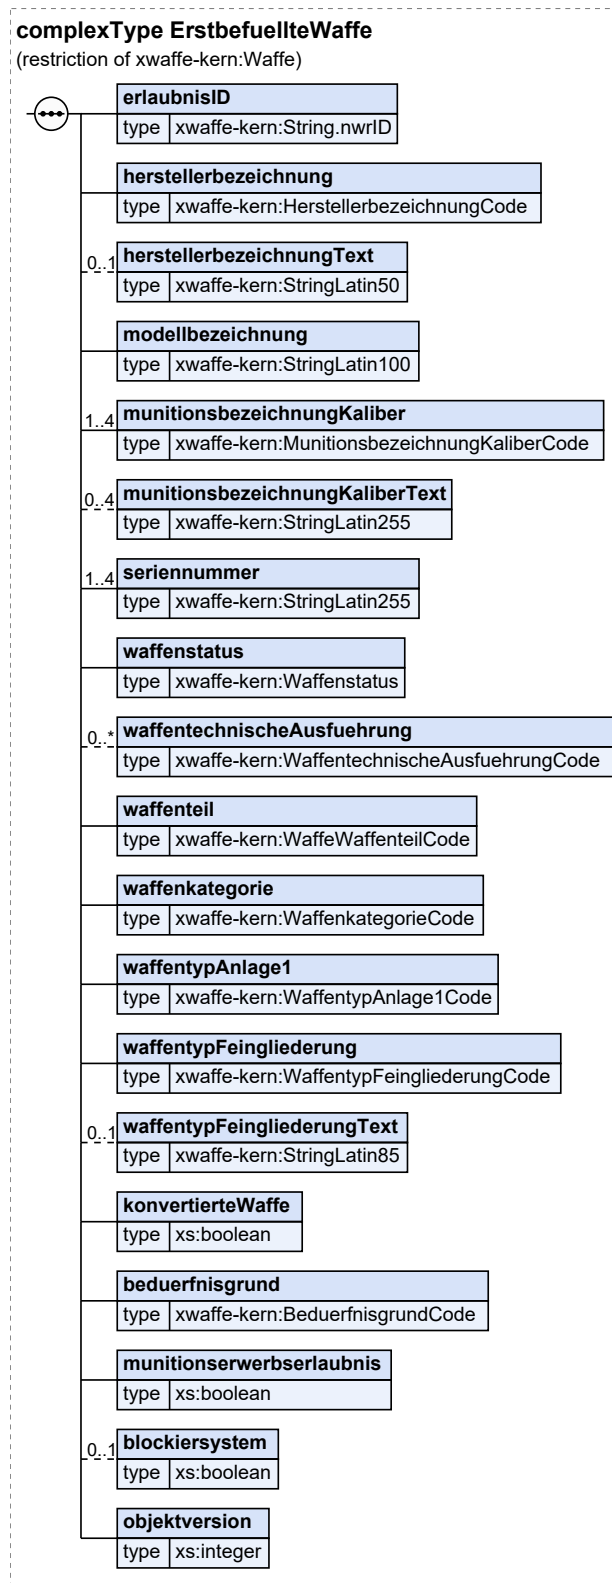 complexType ErstbefuellteWaffe
(restriction of xwaffe-kern:Waffe)
erlaubnisID
type xwaffe-kern:String.nwrID
herstellerbezeichnung
type xwaffe-kern:HerstellerbezeichnungCode
0..1 herstellerbezeichnungText
type xwaffe-kern:StringLatin50
modellbezeichnung
type xwaffe-kern:StringLatin100
1..4 munitionsbezeichnungKaliber
type xwaffe-kern:MunitionsbezeichnungKaliberCode
0..4 munitionsbezeichnungKaliberText
type xwaffe-kern:StringLatin255
1..4 seriennummer
type xwaffe-kern:StringLatin255
waffenstatus
type xwaffe-kern:Waffenstatus
0..* waffentechnischeAusfuehrung
type xwaffe-kern:WaffentechnischeAusfuehrungCode
waffenteil
type xwaffe-kern:WaffeWaffenteilCode
waffenkategorie
type xwaffe-kern:WaffenkategorieCode
waffentypAnlage1
type xwaffe-kern:WaffentypAnlage1Code
waffentypFeingliederung
type xwaffe-kern:WaffentypFeingliederungCode
0..1 waffentypFeingliederungText
type xwaffe-kern:StringLatin85
konvertierteWaffe
type xs:boolean
beduerfnisgrund
type xwaffe-kern:BeduerfnisgrundCode
munitionserwerbserlaubnis
type xs:boolean
0..1 blockiersystem
type xs:boolean
objektversion
type xs:integer